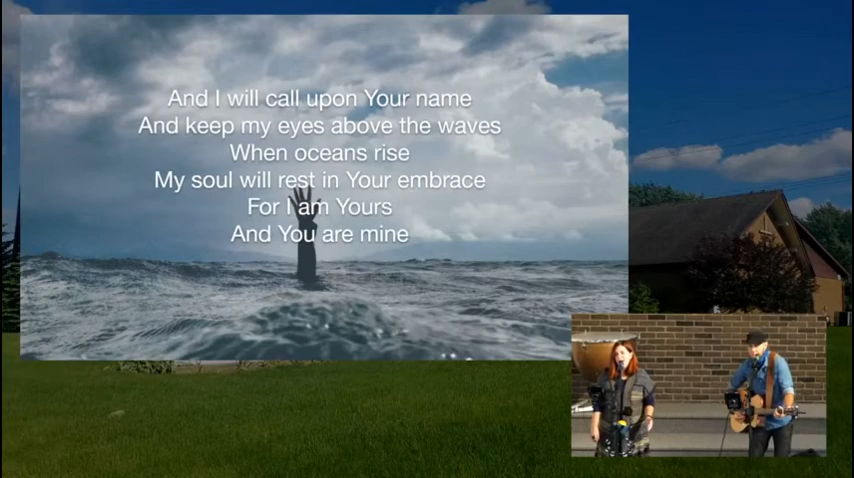 And I will call upon Your name
And keep my eyes above the waves
When oceans rise
My soul will rest in Your embrace
For I am Yours
And You are mine